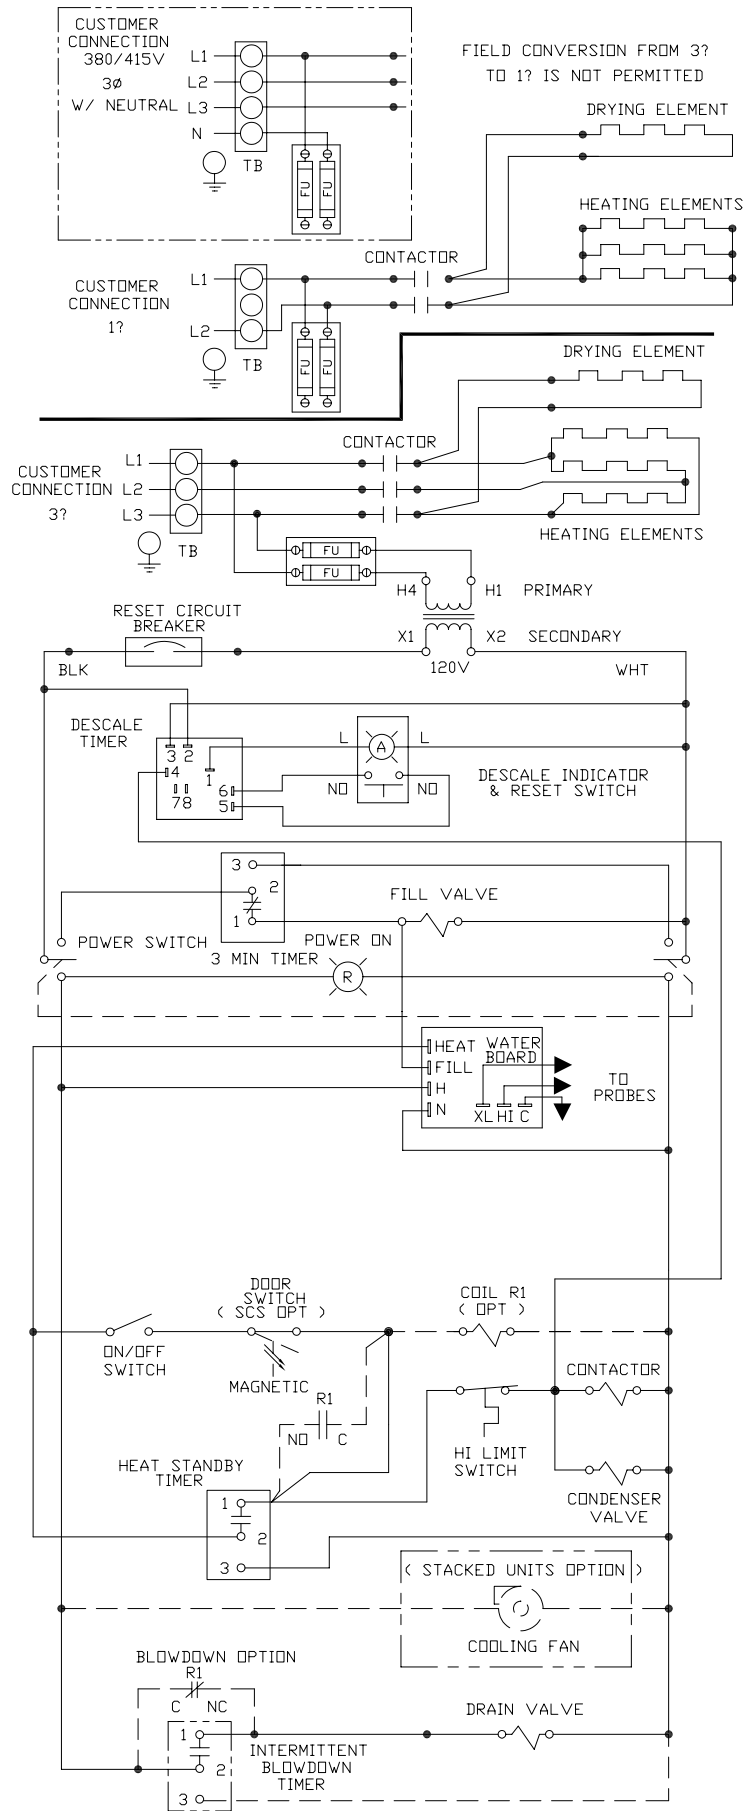 CUSTOMER
CONNECTION
380/415V
3ø
W/ NEUTRAL
L1
L2
L3
N
TB
FU
FU
FIELD CONVERSION FROM 3?
TO 1? IS NOT PERMITTED
DRYING ELEMENT
HEATING ELEMENTS
CONTACTOR
CUSTOMER
CONNECTION
1?
L1
L2
TB
FU
FU
DRYING ELEMENT
CONTACTOR
CUSTOMER
CONNECTION
3?
L1
L2
L3
TB
HEATING ELEMENTS
FU
FU
H4
H1
PRIMARY
RESET CIRCUIT
BREAKER
X1
X2
SECONDARY
BLK
120V
WHT
DESCALE
TIMER
3 2
4
1
7 8
6
5
L
A
L
NO
NO
DESCALE INDICATOR
& RESET SWITCH
3
2
1
FILL VALVE
POWER SWITCH
3 MIN TIMER
POWER ON
R
HEAT
FILL
H
N
WATER
BOARD
XL HI C
TO
PROBES
DOOR
SWITCH
( SCS OPT )
COIL R1
( OPT )
ON/OFF
SWITCH
MAGNETIC
CONTACTOR
R1
NO
C
HI LIMIT
SWITCH
HEAT STANDBY
TIMER
1
2
3
CONDENSER
VALVE
( STACKED UNITS OPTION )
COOLING FAN
BLOWDOWN OPTION
R1
C
NC
DRAIN VALVE
1
2
3
INTERMITTENT
BLOWDOWN
TIMER